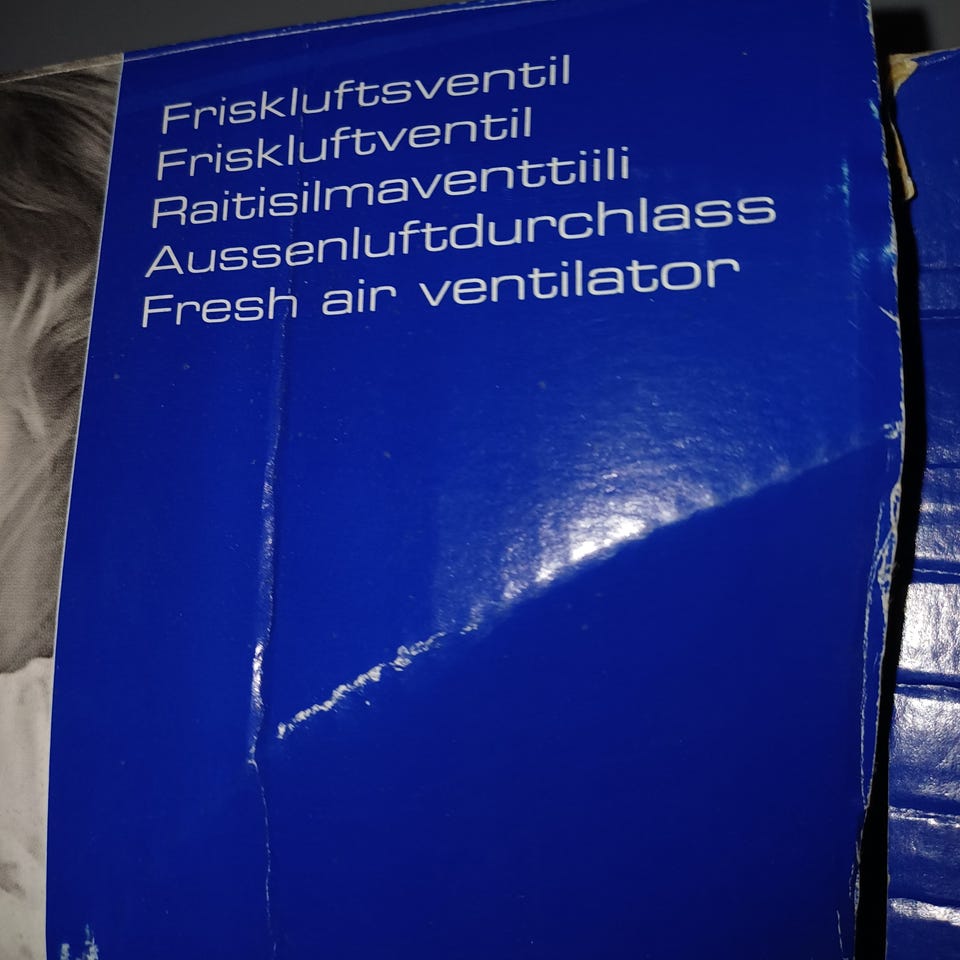 Friskluftsventil
Friskluftventil
Raitisilmaventtiili
Aussenluftdurchlass
Fresh air ventilator